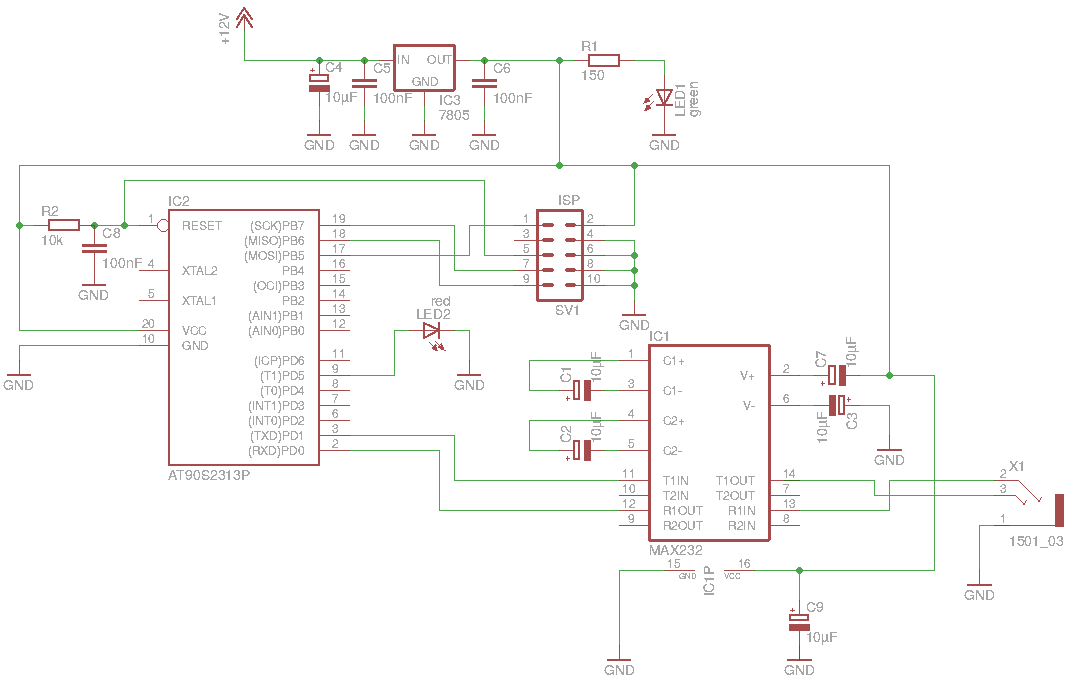 +12V
C4
10µF
C5
100nF
IN OUT
GND
IC3
7805
C6
100nF
R1
150
LED1
green
GND GND GND GND GND
R2
10k
C8
100nF
GND
IC2
1 RESET
4 XTAL2
5 XTAL1
20 VCC
10 GND
(SCK)PB7 19
(MISO)PB6 18
(MOSI)PB5 17
PB4 16
(OCI)PB3 15
PB2 14
(AIN1)PB1 13
(AIN0)PB0 12
(ICP)PD6 11
(T1)PD5 9
(T0)PD4 8
(INT1)PD3 7
(INT0)PD2 6
(TXD)PD1 3
(RXD)PD0 2
AT90S2313P
GND
red
LED2
GND
ISP
1 2
3 4
5 6
7 8
9 10
SV1
GND
IC1
1 C1+
3 C1-
4 C2+
5 C2-
11 T1IN
10 T2IN
12 R1OUT
9 R2OUT
V+ 2
V- 6
T1OUT 14
T2OUT 7
R1IN 13
R2IN 8
MAX232
C1
10µF
C2
10µF
C7
10µF
10µF
C3
GND
X1
2
3
1
1501_03
GND
15 GND
IC1P
16 VCC
C9
10µF
GND
GND